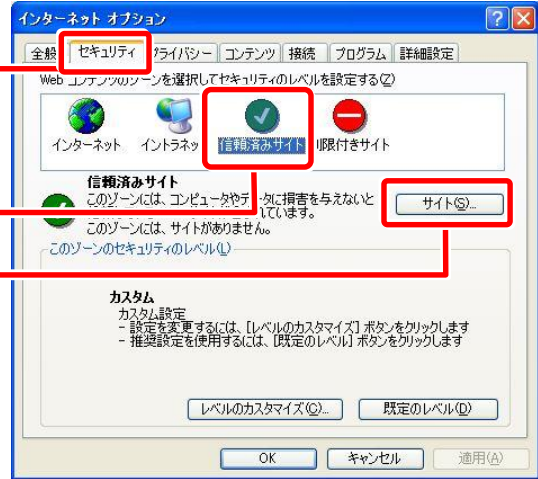 インターネット オプション
全般 セキュリティ プライバシー コンテンツ 接続 プログラム 詳細設定
Web コンテンツのゾーンを選択してセキュリティのレベルを設定する(Z)
インターネット イントラネッ 信頼済みサイト 限付きサイト
信頼済みサイト
このゾーンには、コンピュータやデータに損害を与えないと
れています。
このゾーンには、サイトがありません。
サイト(S)...
このゾーンのセキュリティのレベル(L)
カスタム
カスタム設定
- 設定を変更するには、[レベルのカスタマイズ] ボタンをクリックします
- 推奨設定を使用するには、[既定のレベル] ボタンをクリックします
レベルのカスタマイズ(C)... 既定のレベル(D)
OK キャンセル 適用(A)